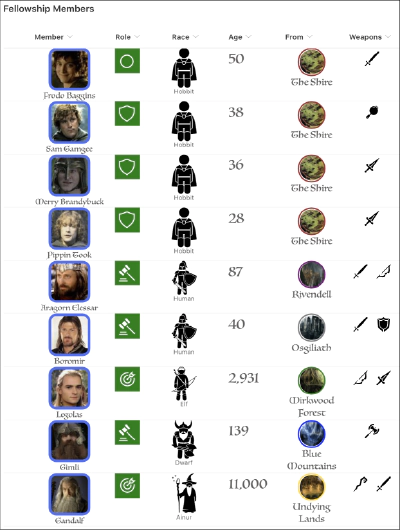 Fellowship Members
Member Role Race Age From Weapons
Frodo Baggins Hobbit 50 The Shire
Sam Gamgee Hobbit 38 The Shire
Merry Brandybuck Hobbit 36 The Shire
Pippin Took Hobbit 28 The Shire
Aragorn Elessar Human 87 Rivendell
Boromir Human 40 Osgiliath
Legolas Elf 2,931 Mirkwood
Forest
Gimli Dwarf 139 Blue
Mountains
Gandalf Ainur 11,000 Undying
Lands